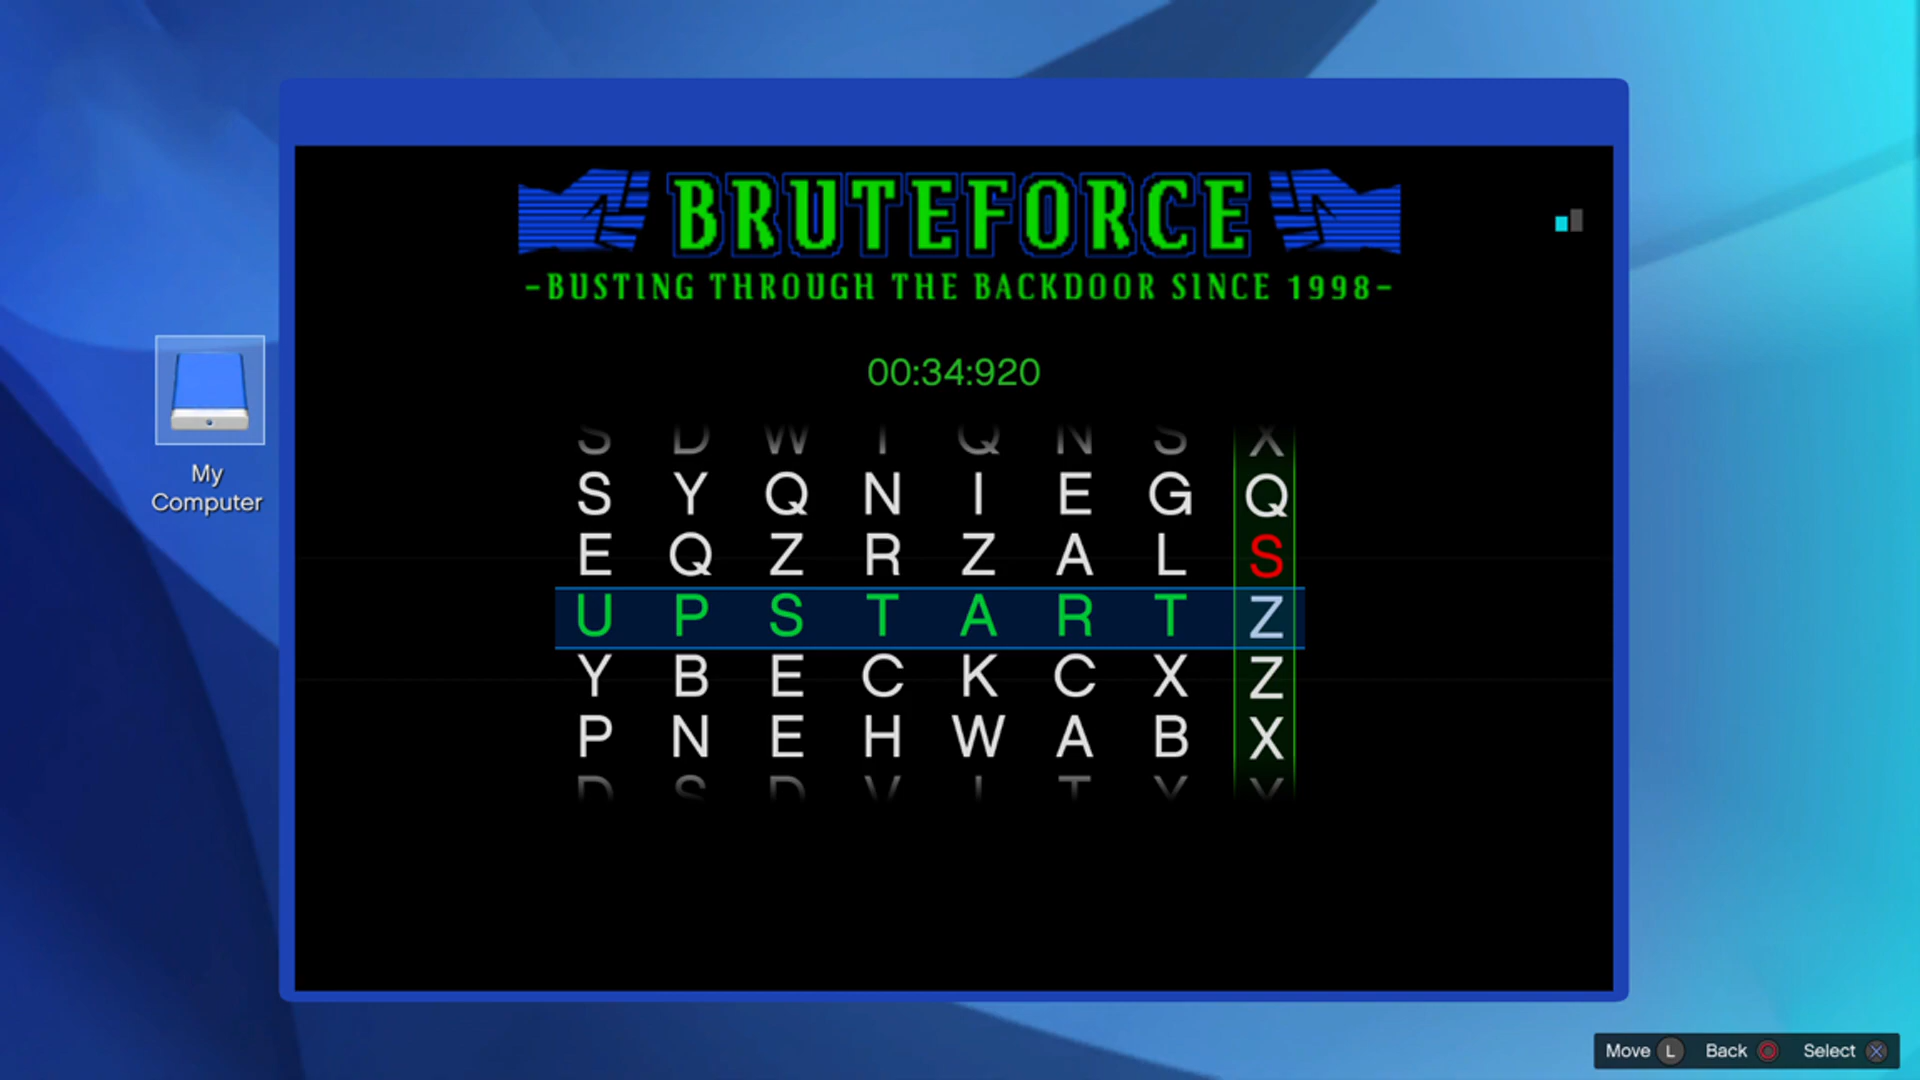 BRUTEFORCE
-BUSTING THROUGH THE BACKDOOR SINCE 1998-
00:34:920
S D W I Q N S X
S Y Q N I E G Q
E Q Z R Z A L S
U P S T A R T Z
Y B E C K C X Z
P N E H W A B X
My
Computer
Move L Back Select